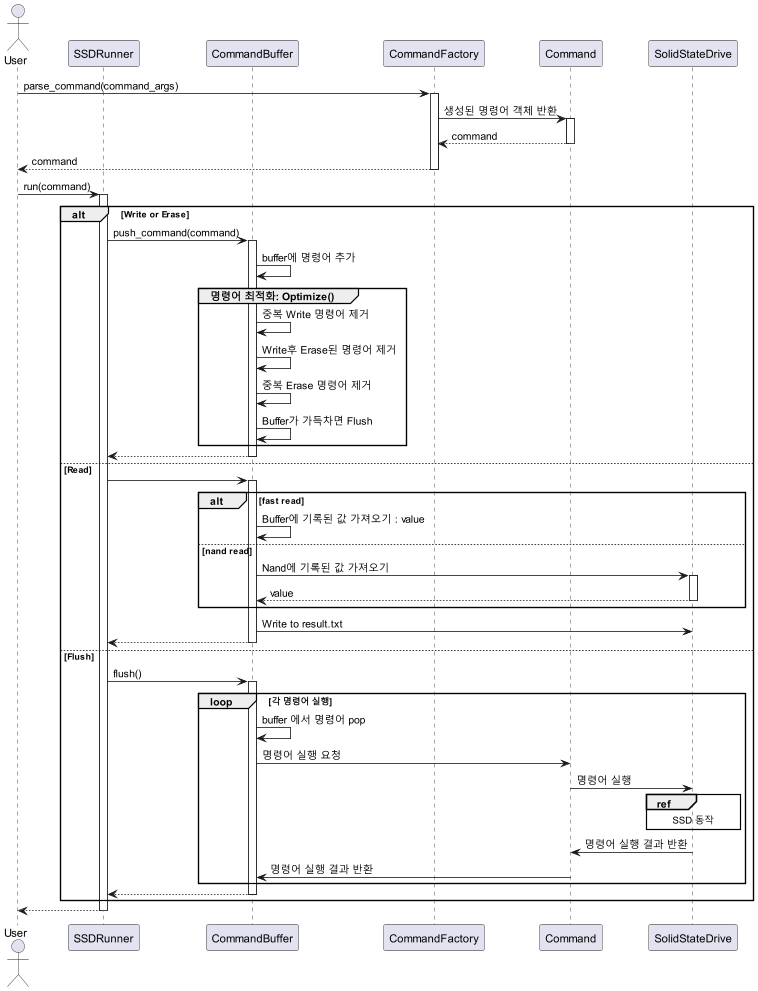 User
SSDRunner
CommandBuffer
CommandFactory
Command
SolidStateDrive
parse_command(command_args)
생성된 명령어 객체 반환
command
command
run(command)
alt [Write or Erase]
push_command(command)
buffer에 명령어 추가
명령어 최적화: Optimize()
중복 Write 명령어 제거
Write후 Erase된 명령어 제거
중복 Erase 명령어 제거
Buffer가 가득차면 Flush
[Read]
alt [fast read]
Buffer에 기록된 값 가져오기 : value
[nand read]
Nand에 기록된 값 가져오기
value
Write to result.txt
[Flush]
flush()
loop [각 명령어 실행]
buffer 에서 명령어 pop
명령어 실행 요청
명령어 실행
ref
SSD 동작
명령어 실행 결과 반환
명령어 실행 결과 반환
User
SSDRunner
CommandBuffer
CommandFactory
Command
SolidStateDrive